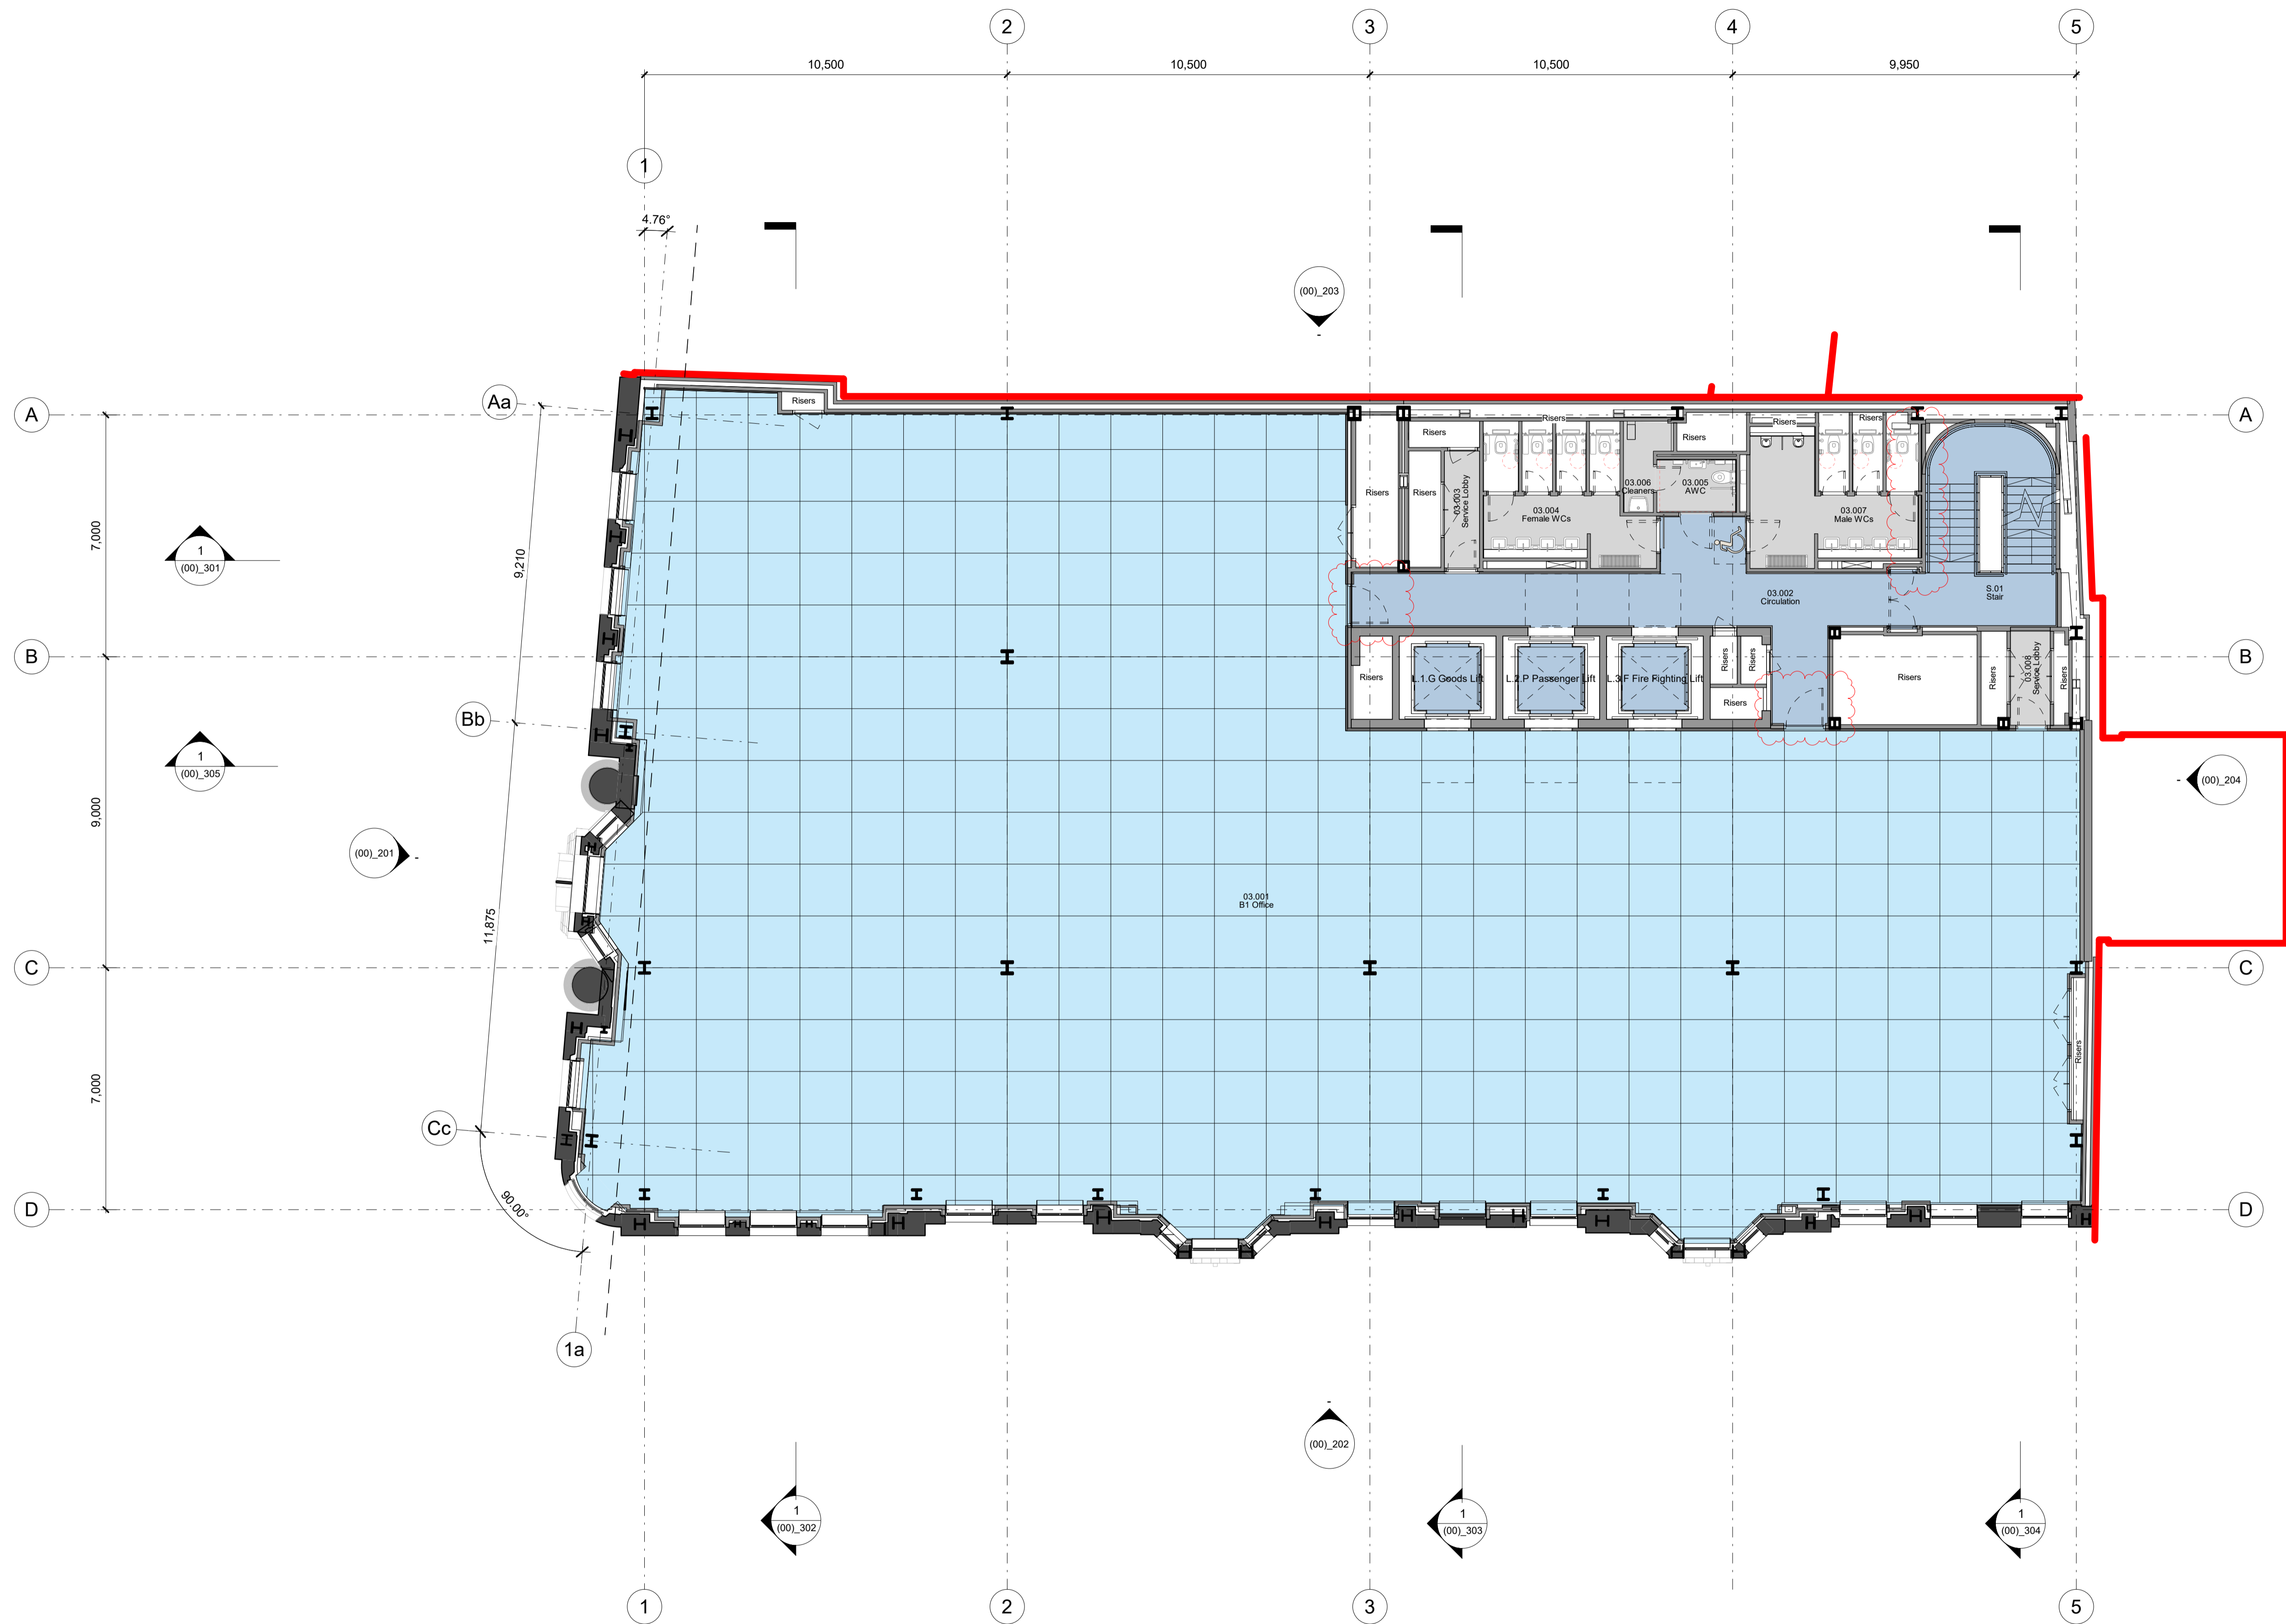 2
3
4
5
10,500
10,500
10,500
9,950
1
4.76°
(00)_203
-
Aa
A
A
Risers
Risers
Risers
Risers
Risers
Risers
Risers
Risers
03.003
Service Lobby
03.004
Female WCs
03.006
Cleaners
03.005
AWC
03.007
Male WCs
7,000
9,210
1
(00)_301
03.002
Circulation
S.01
Stair
B
B
Risers
L.1.G Goods Lift
L.2.P Passenger Lift
L.3.F Fire Fighting Lift
Risers
Risers
Risers
Risers
Risers
03.008
Service Lobby
Risers
Bb
1
(00)_305
-
(00)_204
9,000
(00)_201
-
03.001
B1 Office
11,875
C
C
Risers
7,000
Cc
90.00°
D
D
1a
-
(00)_202
1
(00)_302
1
(00)_303
1
(00)_304
1
2
3
5